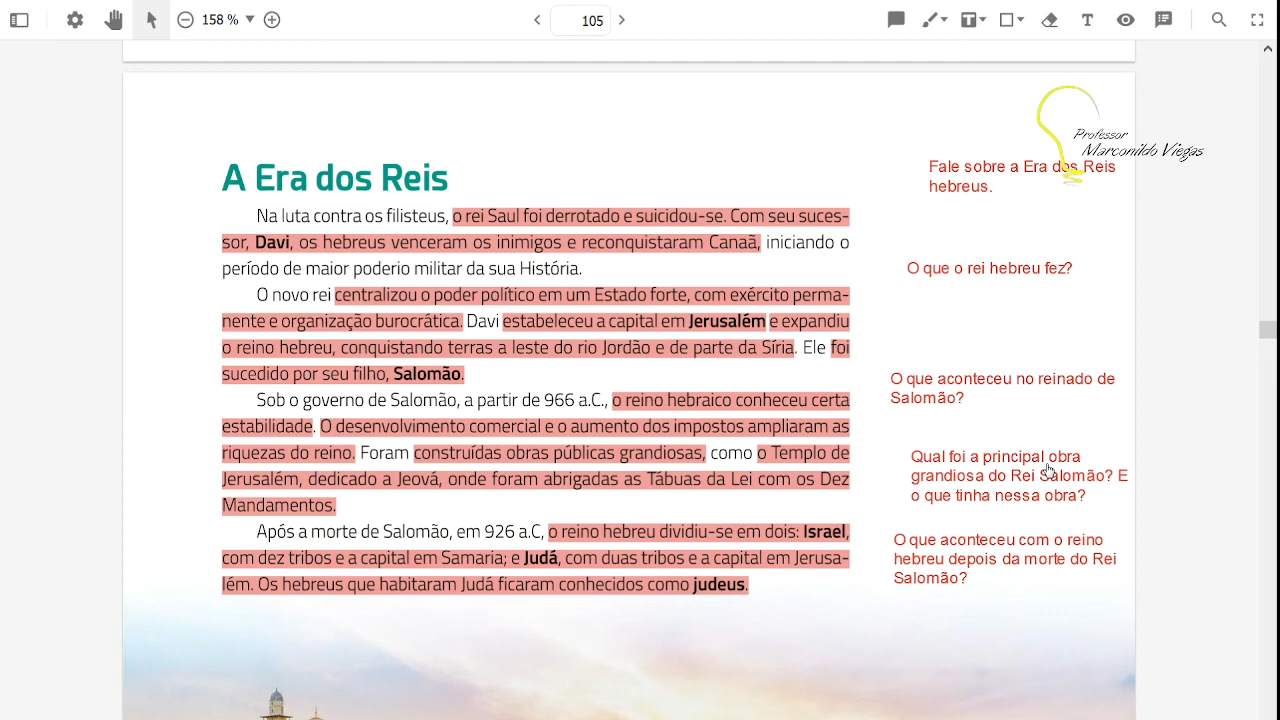 158 %
105
Professor
Marconildo Viegas
A Era dos Reis
Fale sobre a Era dos Reis
hebreus.
Na luta contra os filisteus, o rei Saul foi derrotado e suicidou-se. Com seu suces-
sor, Davi, os hebreus venceram os inimigos e reconquistaram Canaã, iniciando o
período de maior poderio militar da sua História.
O que o rei hebreu fez?
O novo rei centralizou o poder político em um Estado forte, com exército perma-
nente e organização burocrática. Davi estabeleceu a capital em Jerusalém e expandiu
o reino hebreu, conquistando terras a leste do rio Jordão e de parte da Síria. Ele foi
sucedido por seu filho, Salomão.
O que aconteceu no reinado de
Salomão?
Sob o governo de Salomão, a partir de 966 a.C., o reino hebraico conheceu certa
estabilidade. O desenvolvimento comercial e o aumento dos impostos ampliaram as
riquezas do reino. Foram construídas obras públicas grandiosas, como o Templo de
Jerusalém, dedicado a Jeová, onde foram abrigadas as Tábuas da Lei com os Dez
Mandamentos.
Qual foi a principal obra
grandiosa do Rei Salomão? E
o que tinha nessa obra?
Após a morte de Salomão, em 926 a.C, o reino hebreu dividiu-se em dois: Israel,
com dez tribos e a capital em Samaria; e Judá, com duas tribos e a capital em Jerusa-
lém. Os hebreus que habitaram Judá ficaram conhecidos como judeus.
O que aconteceu com o reino
hebreu depois da morte do Rei
Salomão?